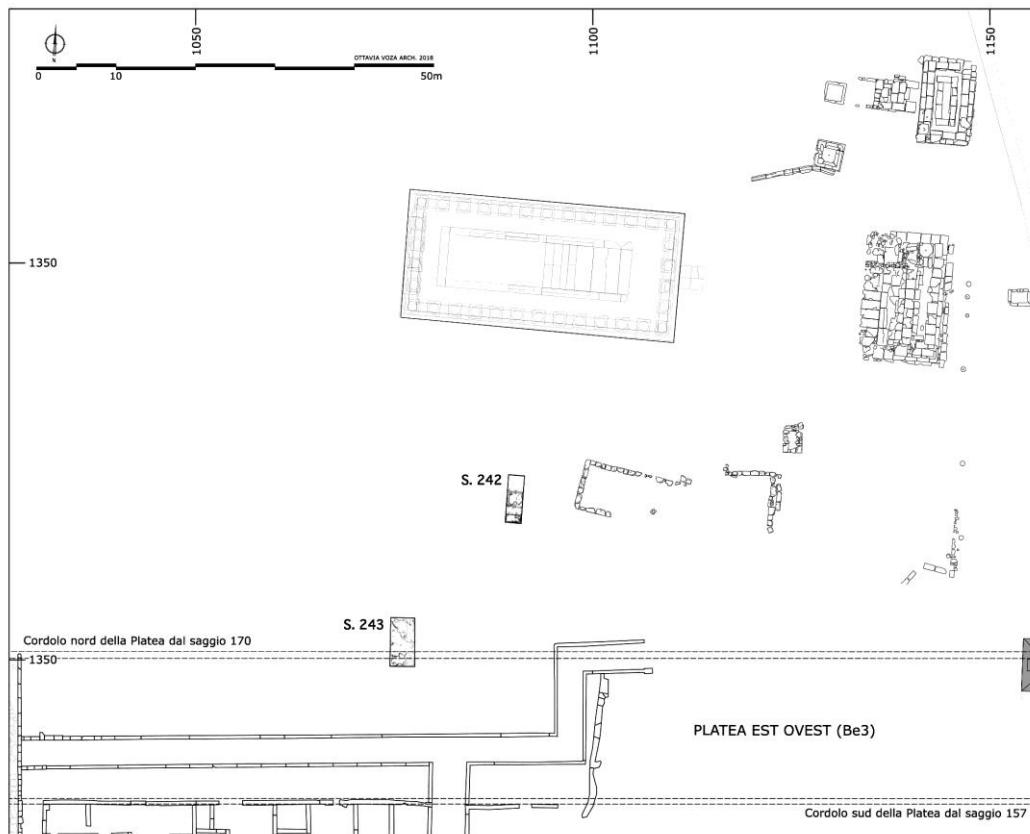 1050
1100
1150
N
OTTAVIA VOZA ARCH. 2018
0 10 50m
1350
S. 242
S. 243
Cordolo nord della Platea dal saggio 170
1350
PLATEA EST OVEST (Be3)
Cordolo sud della Platea dal saggio 157